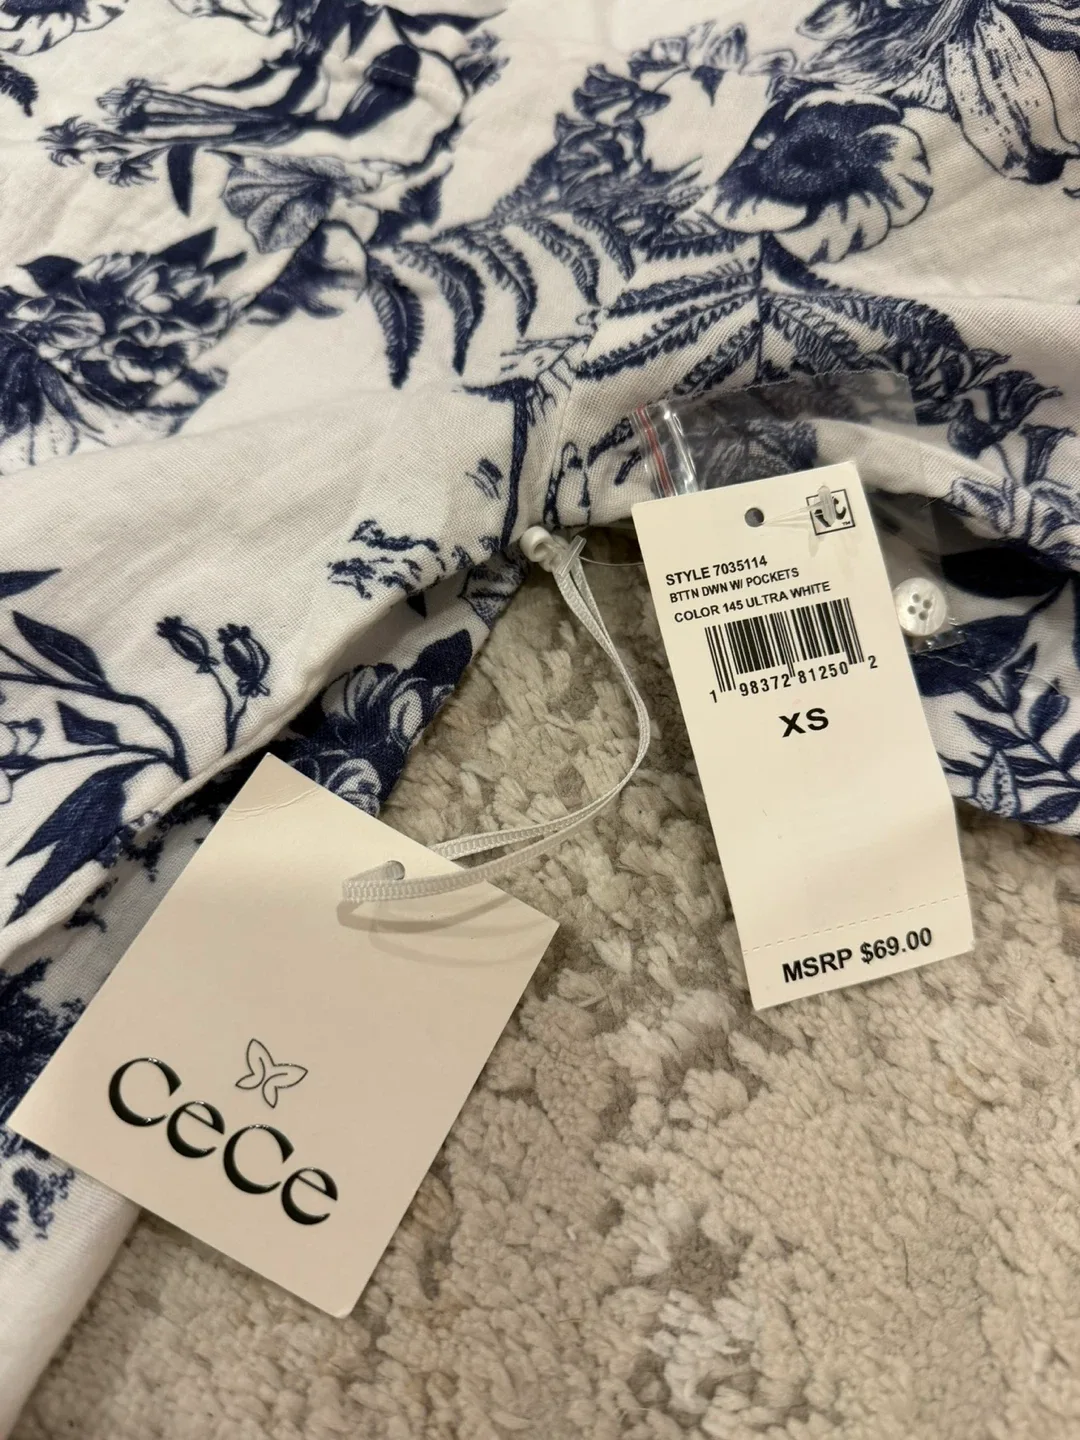 STYLE 7035114
BTTN DWN W/ POCKETS
COLOR 145 ULTRA WHITE
1 98372 81250 2
XS
MSRP $69.00
CeCe